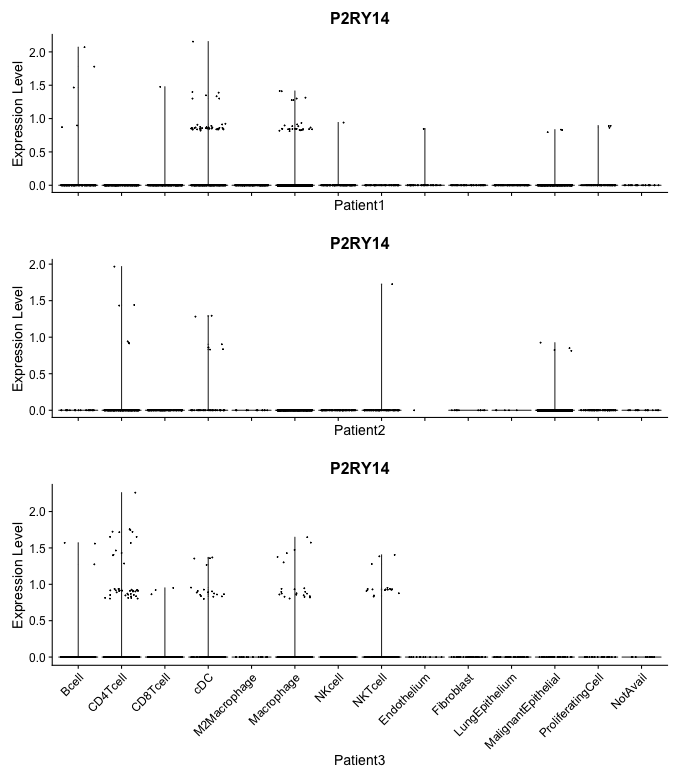 P2RY14
Expression Level
2.0
1.5
1.0
0.5
0.0
Patient1
P2RY14
Expression Level
2.0
1.5
1.0
0.5
0.0
Patient2
P2RY14
Expression Level
2.0
1.5
1.0
0.5
0.0
Bcell
CD4Tcell
CD8Tcell
cDC
M2Macrophage
Macrophage
NKcell
NKTcell
Endothelium
Fibroblast
LungEpithelium
MalignantEpithelial
ProliferatingCell
NotAvail
Patient3